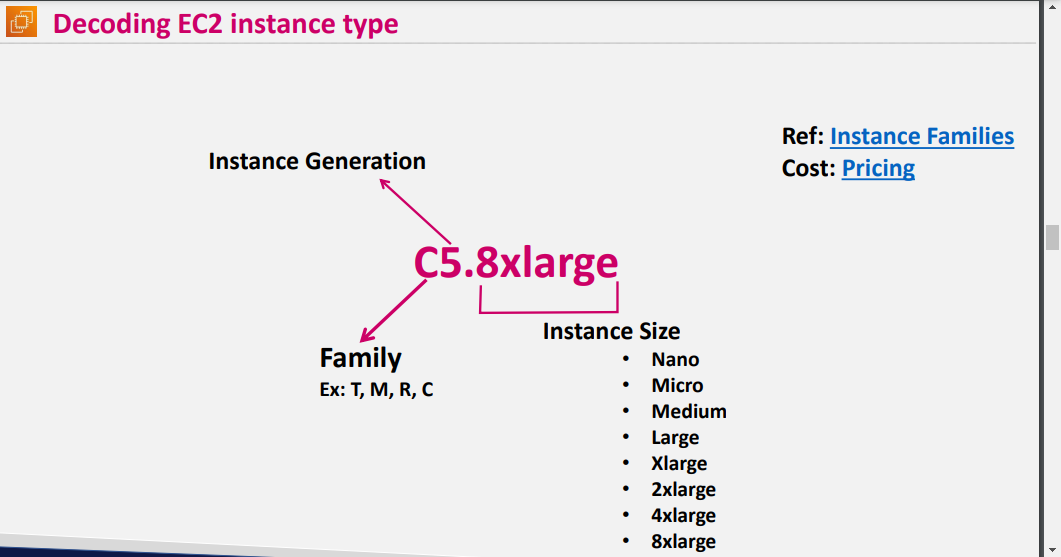 Decoding EC2 instance type
Ref: Instance Families
Cost: Pricing
Instance Generation
C5.8xlarge
Instance Size
Family
Ex: T, M, R, C
• Nano
• Micro
• Medium
• Large
• Xlarge
• 2xlarge
• 4xlarge
• 8xlarge